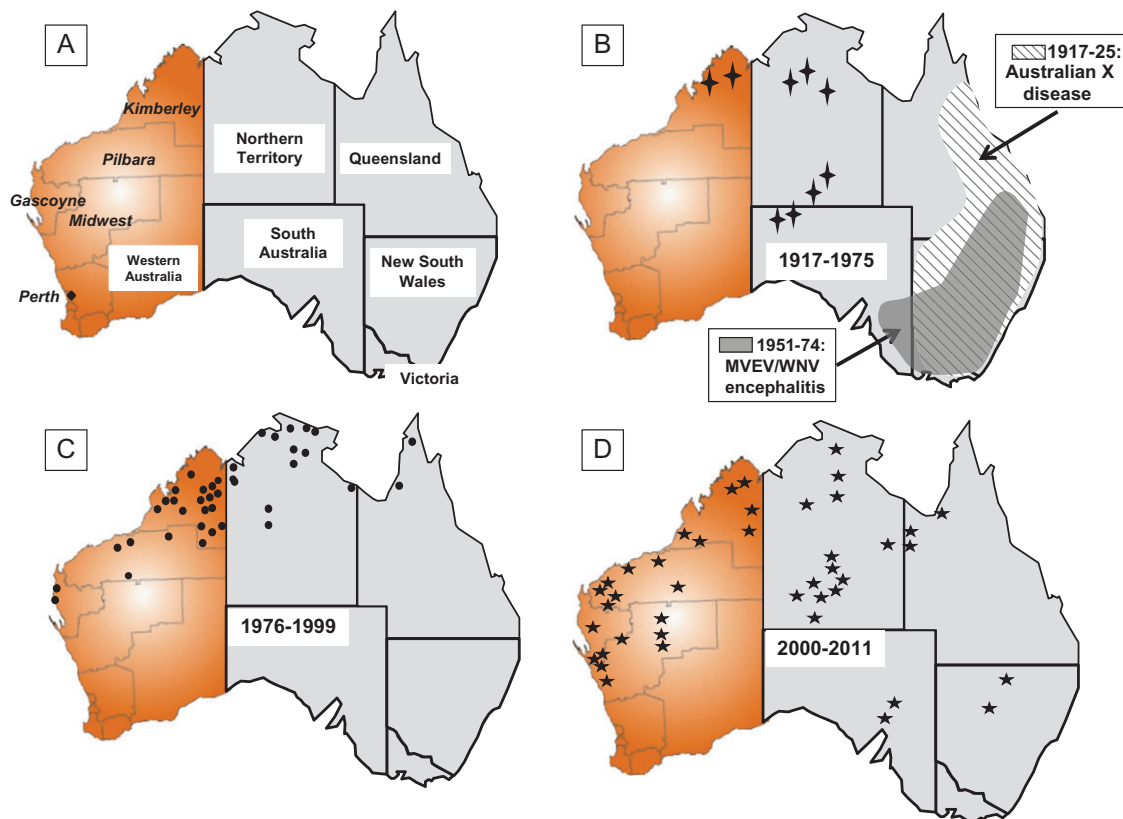 A
Kimberley
Pilbara
Gascoyne
Midwest
Perth
Western
Australia
Northern
Territory
Queensland
South
Australia
New South
Wales
Victoria
B
1917-25:
Australian X
disease
1917-1975
1951-74:
MVEV/WNV
encephalitis
C
1976-1999
D
2000-2011